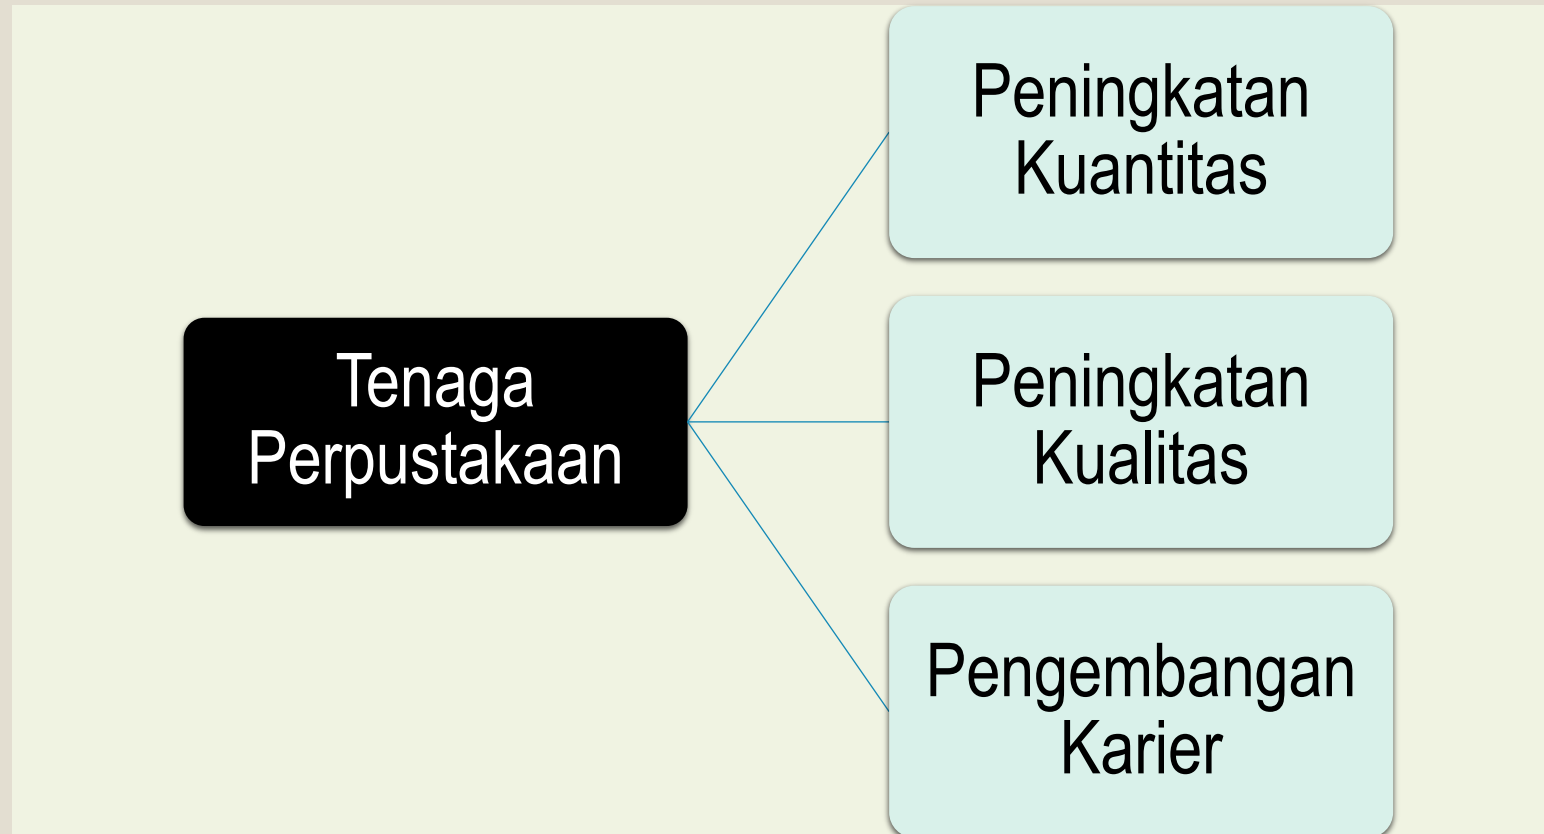 Tenaga
Perpustakaan
Peningkatan
Kuantitas
Peningkatan
Kualitas
Pengembangan
Karier